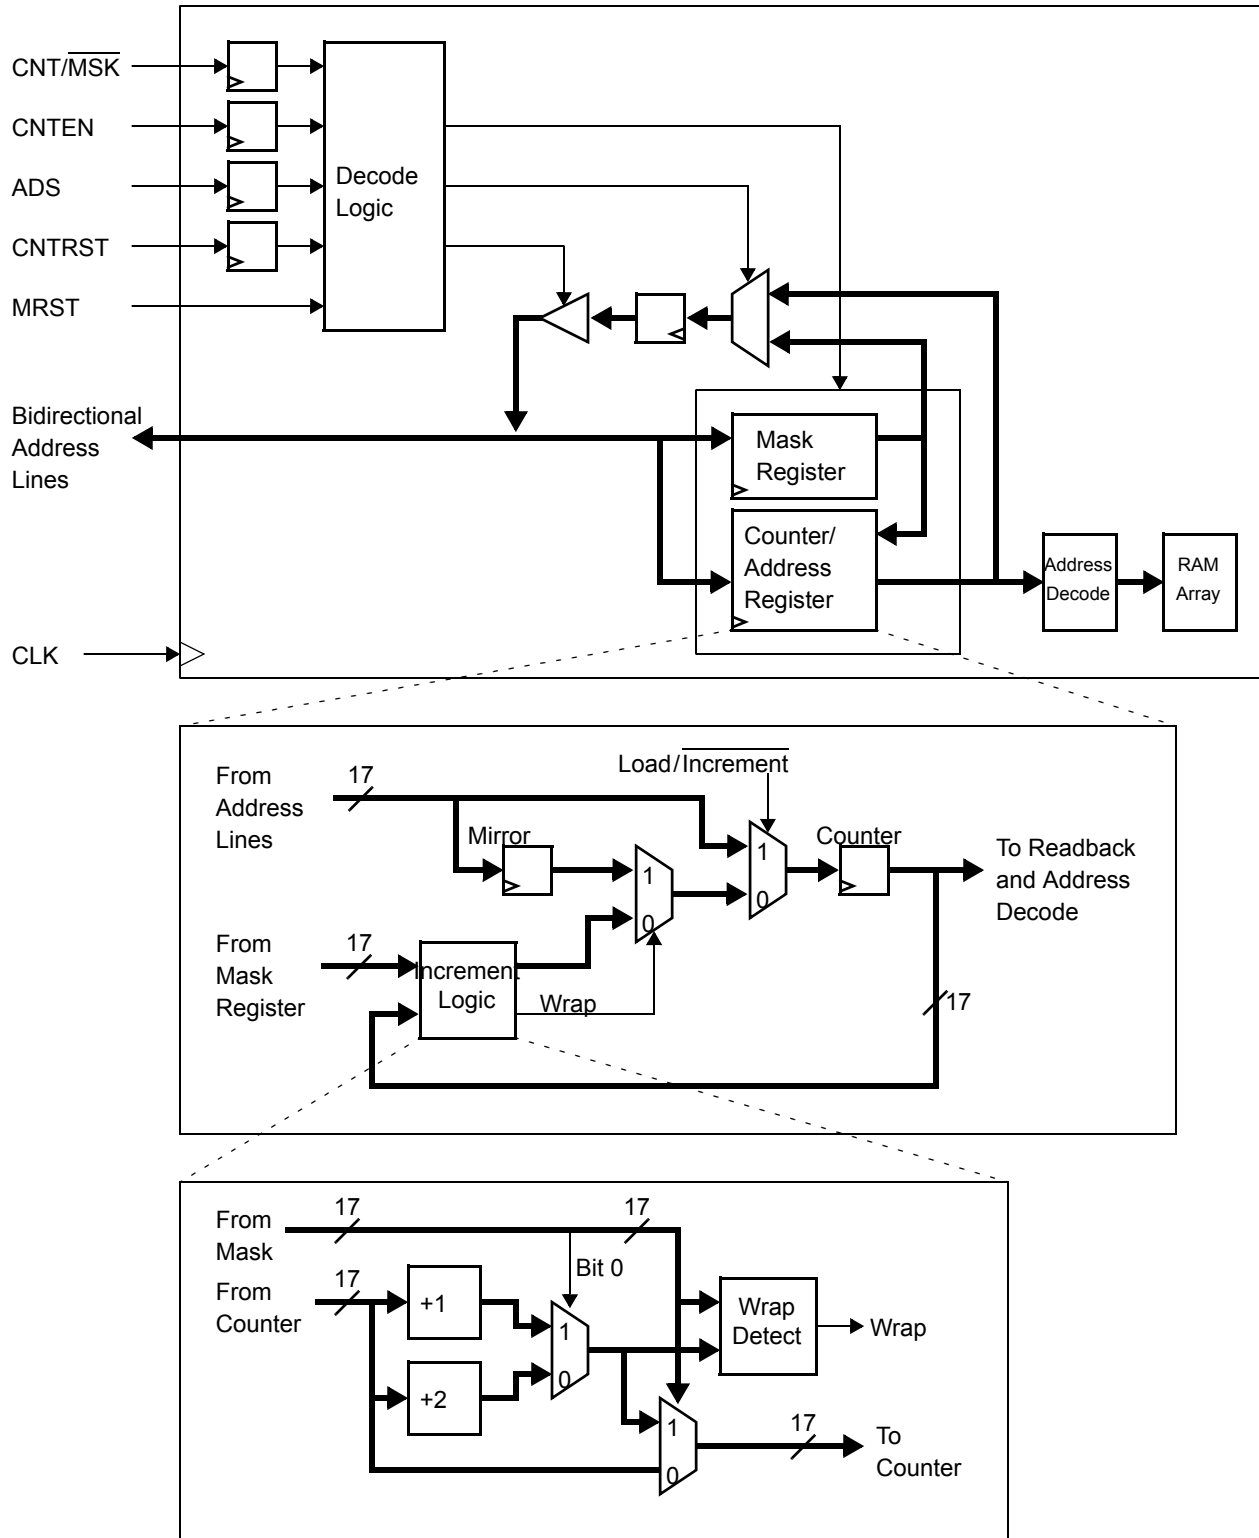 CNT/MSK
CNTEN
ADS
CNTRST
MRST
Decode
Logic
Bidirectional
Address
Lines
Mask
Register
Counter/
Address
Register
Address
Decode
RAM
Array
CLK
From
Address
Lines
17
Load/Increment
Mirror
1
0
1
0
Counter
To Readback
and Address
Decode
From
Mask
Register
17
Increment
Logic
Wrap
17
From
Mask
17
17
Bit 0
From
Counter
17
+1
+2
1
0
Wrap
Detect
Wrap
1
0
17
To
Counter